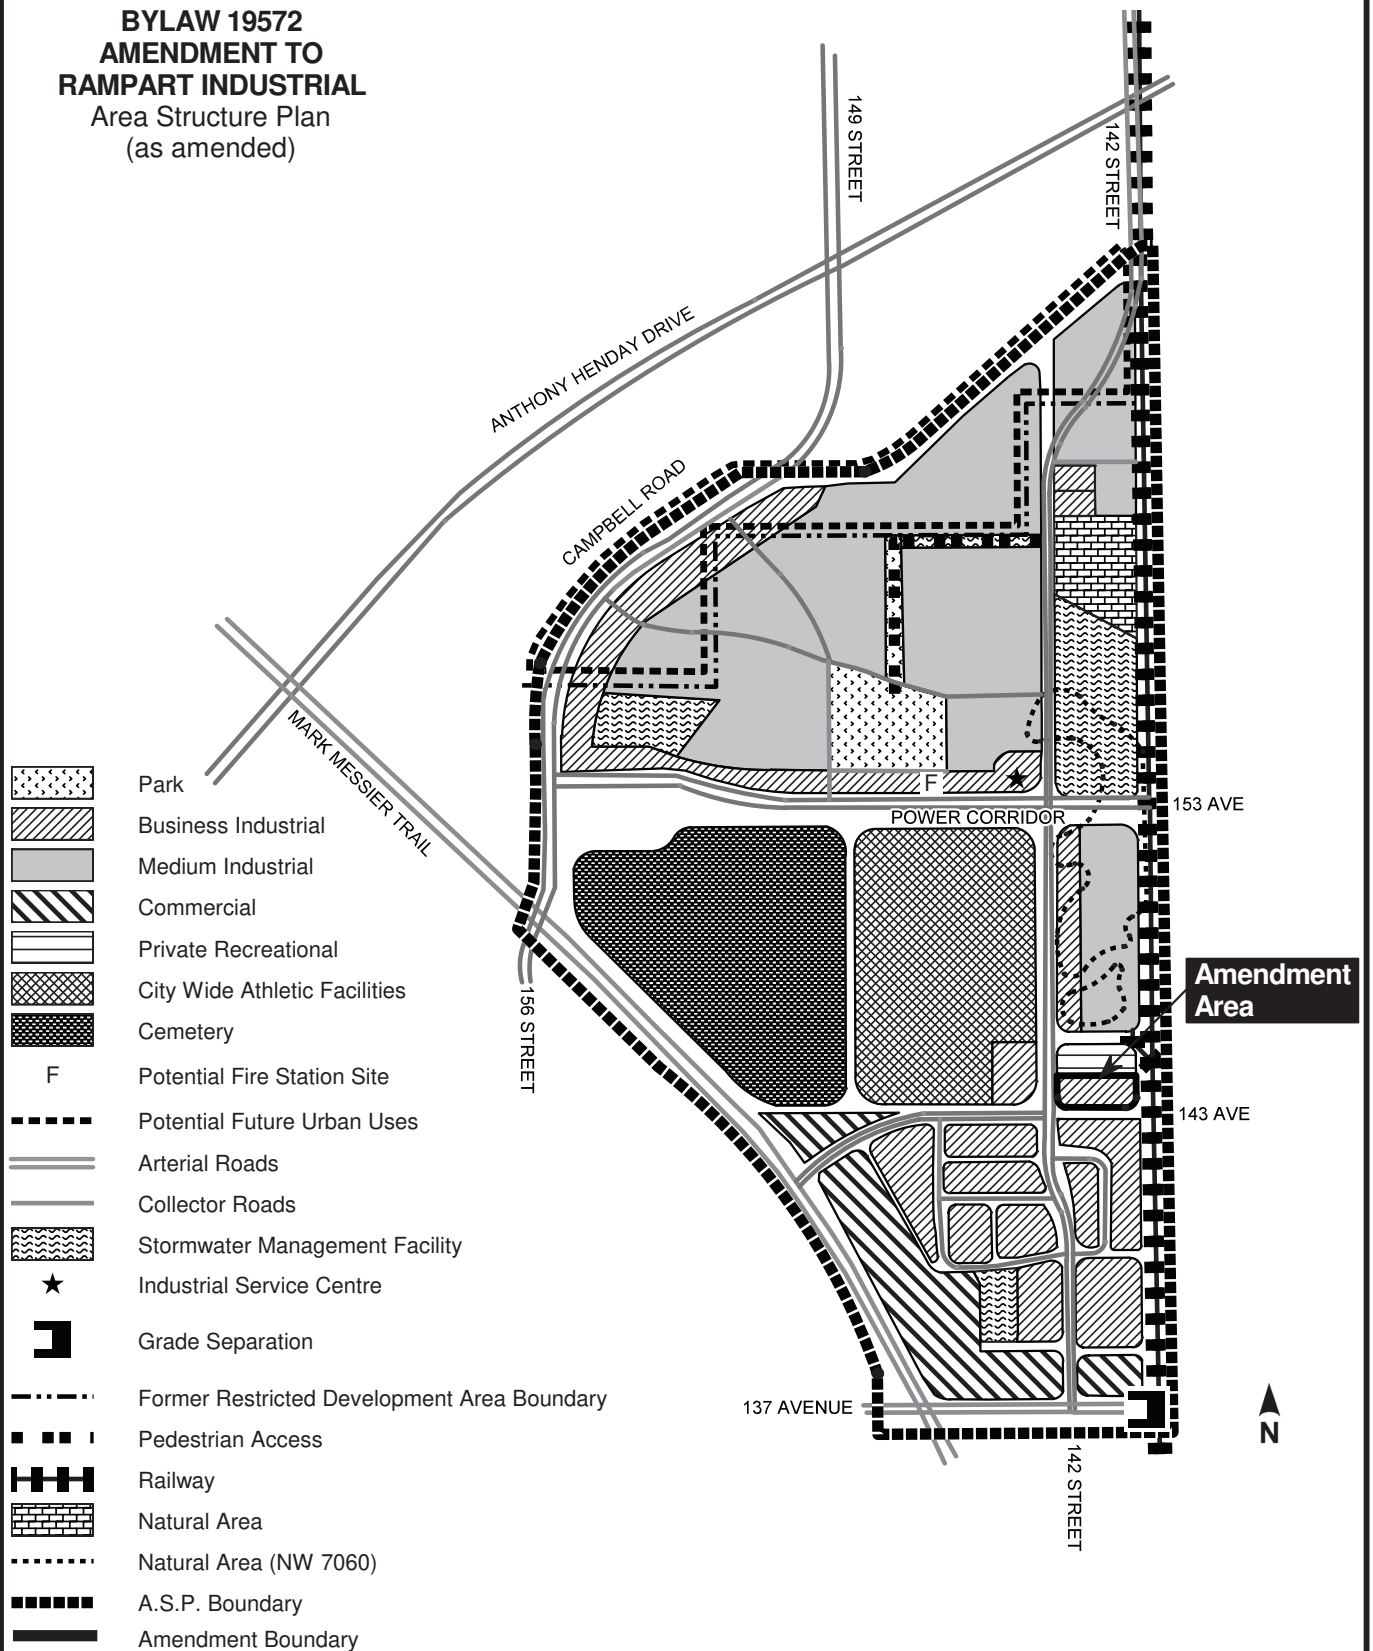 BYLAW 19572
AMENDMENT TO
RAMPART INDUSTRIAL
Area Structure Plan
(as amended)
149 STREET
142 STREET
ANTHONY HENDAY DRIVE
CAMPBELL ROAD
MARK MESSIER TRAIL
F
153 AVE
POWER CORRIDOR
Amendment
Area
156 STREET
143 AVE
137 AVENUE
142 STREET
N
Park
Business Industrial
Medium Industrial
Commercial
Private Recreational
City Wide Athletic Facilities
Cemetery
F Potential Fire Station Site
Potential Future Urban Uses
Arterial Roads
Collector Roads
Stormwater Management Facility
Industrial Service Centre
Grade Separation
Former Restricted Development Area Boundary
Pedestrian Access
Railway
Natural Area
Natural Area (NW 7060)
A.S.P. Boundary
Amendment Boundary